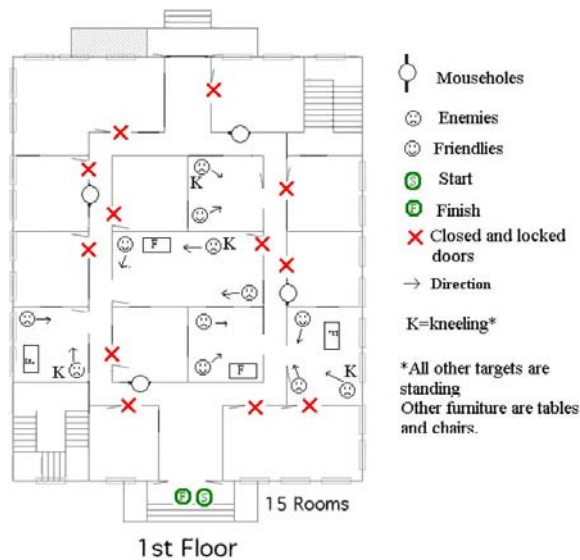 Mouseholes
Enemies
Friendlies
S
Start
F
Finish
Closed and locked
doors
Direction
K=kneeling*
*All other targets are
standing
Other furniture are tables
and chairs.
K
F
K
K
F
K
F
S
15 Rooms
1st Floor